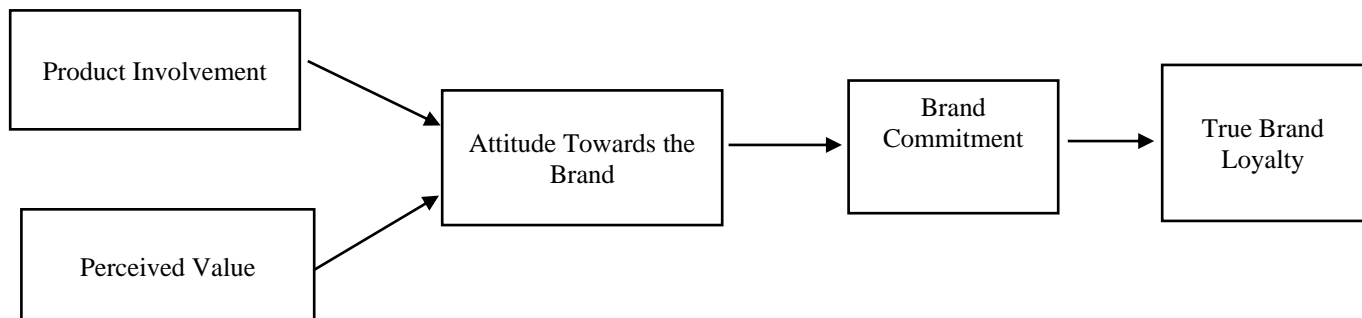 Product Involvement
Perceived Value
Attitude Towards the
Brand
Brand
Commitment
True Brand
Loyalty